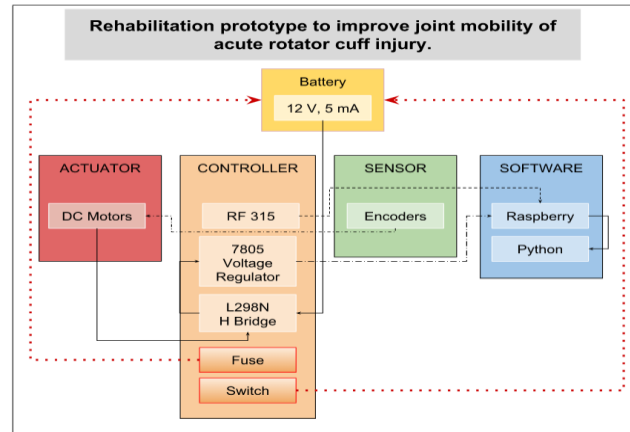 Rehabilitation prototype to improve joint mobility of
acute rotator cuff injury.
Battery
12 V, 5 mA
ACTUATOR
DC Motors
CONTROLLER
RF 315
7805
Voltage
Regulator
L298N
H Bridge
Fuse
Switch
SENSOR
Encoders
SOFTWARE
Raspberry
Python